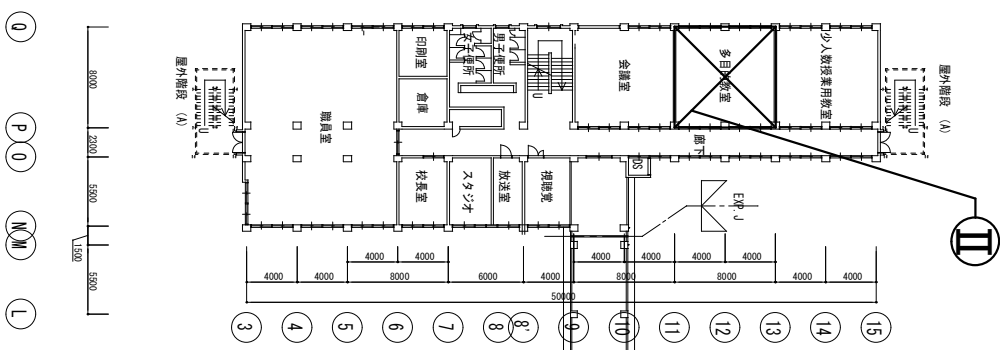 Q
P
O
N
M
L
8000
2300
5500
1500
5500
屋外階段 (A)
U
職員室
印刷室
倉庫
女子便所
男子便所
U
会議室
多目的教室
少人数授業用教室
屋外階段 (A)
U
廊下
校長室
スタジオ
放送室
視聴覚
DS
EXP.J
II
4000 4000 4000 4000
4000 4000 8000 6000 4000 8000 8000 4000 4000
50000
3 4 5 6 7 8 8' 9 10 11 12 13 14 15